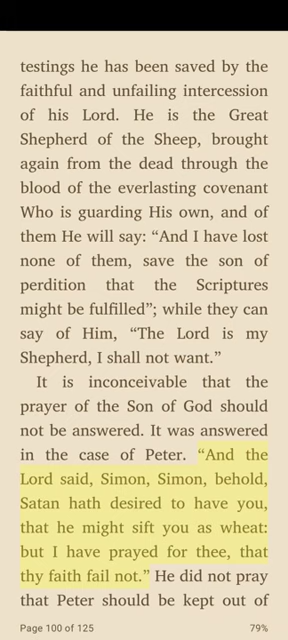 testings he has been saved by the
faithful and unfailing intercession
of his Lord. He is the Great
Shepherd of the Sheep, brought
again from the dead through the
blood of the everlasting covenant
Who is guarding His own, and of
them He will say: “And I have lost
none of them, save the son of
perdition that the Scriptures
might be fulfilled”; while they can
say of Him, “The Lord is my
Shepherd, I shall not want.”
It is inconceivable that the
prayer of the Son of God should
not be answered. It was answered
in the case of Peter. “And the
Lord said, Simon, Simon, behold,
Satan hath desired to have you,
that he might sift you as wheat:
but I have prayed for thee, that
thy faith fail not.” He did not pray
that Peter should be kept out of
Page 100 of 125 79%